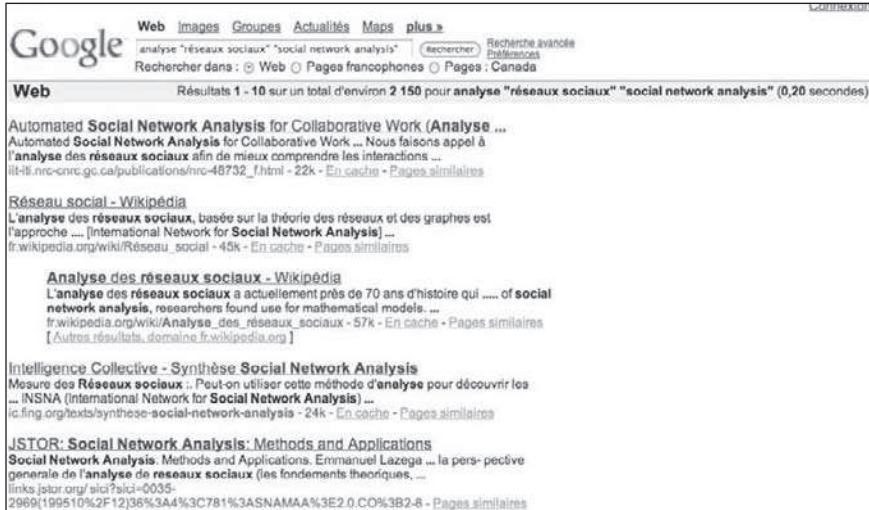 Connexion
Web Images Groupes Actualités Maps plus »
Google
analyse "réseaux sociaux" "social network analysis" Rechercher Recherche avancée
Préférences
Rechercher dans : Web Pages francophones Pages : Canada
Web Résultats 1 - 10 sur un total d'environ 2 150 pour analyse "réseaux sociaux" "social network analysis" (0,20 secondes)
Automated Social Network Analysis for Collaborative Work (Analyse ...
Automated Social Network Analysis for Collaborative Work ... Nous faisons appel à
l'analyse des réseaux sociaux afin de mieux comprendre les interactions ...
iit-iti.nrc-cnrc.gc.ca/publications/nrc-48732_f.html - 22k - En cache - Pages similaires
Réseau social - Wikipédia
L'analyse des réseaux sociaux, basée sur la théorie des réseaux et des graphes est
l'approche .... [International Network for Social Network Analysis] ...
fr.wikipedia.org/wiki/Réseau_social - 45k - En cache - Pages similaires
Analyse des réseaux sociaux - Wikipédia
L'analyse des réseaux sociaux a actuellement près de 70 ans d'histoire qui ..... of social
network analysis, researchers found use for mathematical models. ...
fr.wikipedia.org/wiki/Analyse_des_réseaux_sociaux - 57k - En cache - Pages similaires
[ Autres résultats, domaine fr.wikipedia.org ]
Intelligence Collective - Synthèse Social Network Analysis
Mesure des Réseaux sociaux :. Peut-on utiliser cette méthode d'analyse pour découvrir les
... INSNA (International Network for Social Network Analysis) ...
ic.fing.org/texts/synthese-social-network-analysis - 24k - En cache - Pages similaires
JSTOR: Social Network Analysis: Methods and Applications
Social Network Analysis. Methods and Applications. Emmanuel Lazega ... la pers- pective
generale de l'analyse de reseaux sociaux (les fondements theoriques, ...
links.jstor.org/ sici?sici=0035-
2969(199510%2F12)36%3A4%3C781%3ASNAMAA%3E2.0.CO%3B2-8 - Pages similaires